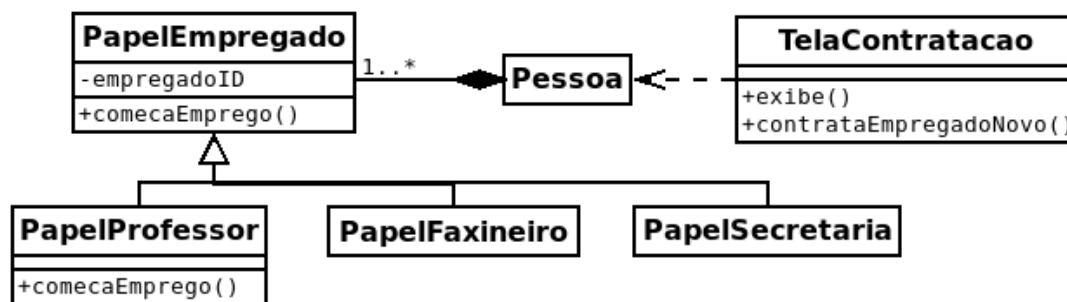 PapelEmpregado
-empregadoID
+comecaEmprego()
1..*
Pessoa
TelaContratacao
+exibe()
+contrataEmpregadoNovo()
PapelProfessor
+comecaEmprego()
PapelFaxineiro
PapelSecretaria